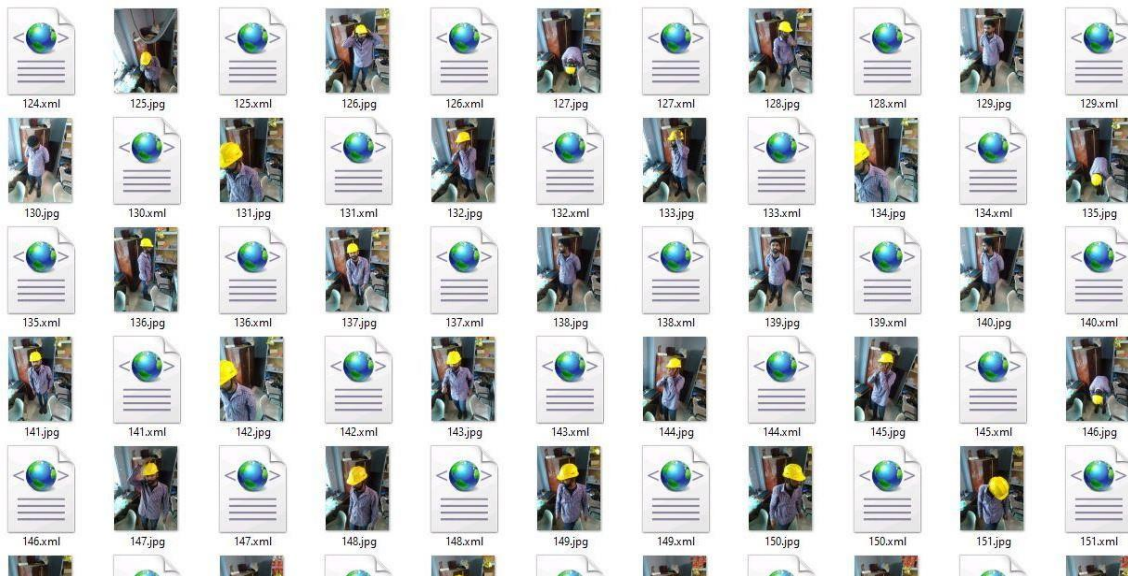 124.xml 125.jpg 125.xml 126.jpg 126.xml 127.jpg 127.xml 128.jpg 128.xml 129.jpg 129.xml
130.jpg 130.xml 131.jpg 131.xml 132.jpg 132.xml 133.jpg 133.xml 134.jpg 134.xml 135.jpg
135.xml 136.jpg 136.xml 137.jpg 137.xml 138.jpg 138.xml 139.jpg 139.xml 140.jpg 140.xml
141.jpg 141.xml 142.jpg 142.xml 143.jpg 143.xml 144.jpg 144.xml 145.jpg 145.xml 146.jpg
146.xml 147.jpg 147.xml 148.jpg 148.xml 149.jpg 149.xml 150.jpg 150.xml 151.jpg 151.xml